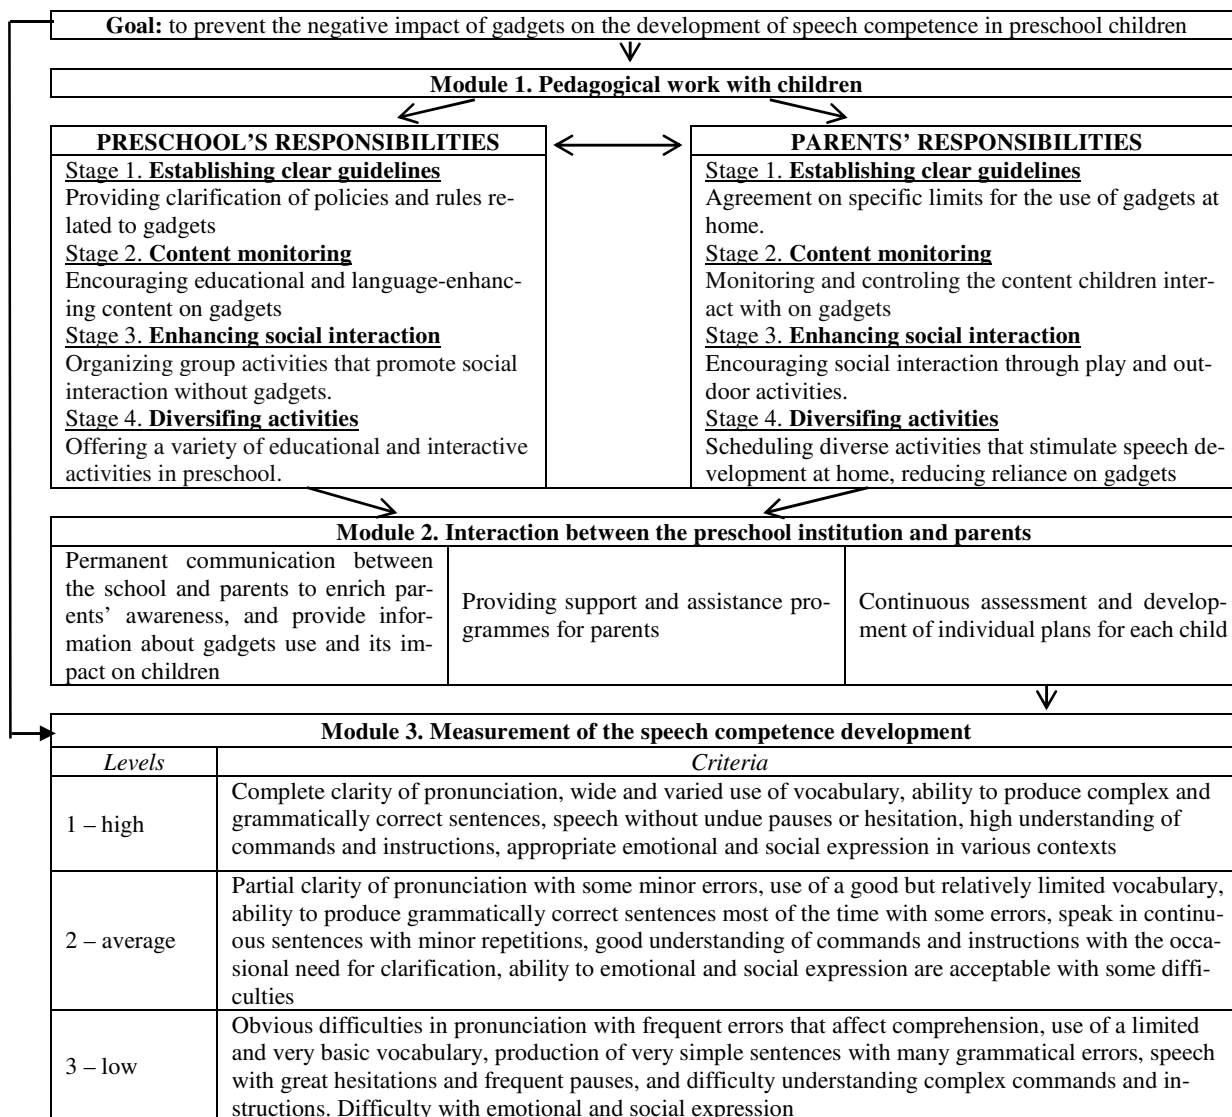 Goal: to prevent the negative impact of gadgets on the development of speech competence in preschool children
Module 1. Pedagogical work with children
PRESCHOOL'S RESPONSIBILITIES
Stage 1. Establishing clear guidelines
Providing clarification of policies and rules re-
lated to gadgets
Stage 2. Content monitoring
Encouraging educational and language-enhanc-
ing content on gadgets
Stage 3. Enhancing social interaction
Organizing group activities that promote social
interaction without gadgets.
Stage 4. Diversifing activities
Offering a variety of educational and interactive
activities in preschool.
PARENTS' RESPONSIBILITIES
Stage 1. Establishing clear guidelines
Agreement on specific limits for the use of gadgets at
home.
Stage 2. Content monitoring
Monitoring and controling the content children inter-
act with on gadgets
Stage 3. Enhancing social interaction
Encouraging social interaction through play and out-
door activities.
Stage 4. Diversifing activities
Scheduling diverse activities that stimulate speech de-
velopment at home, reducing reliance on gadgets
Module 2. Interaction between the preschool institution and parents
Permanent communication between
the school and parents to enrich par-
ents' awareness, and provide infor-
mation about gadgets use and its im-
pact on children
Providing support and assistance pro-
grammes for parents
Continuous assessment and develop-
ment of individual plans for each child
Module 3. Measurement of the speech competence development
Levels
Criteria
1 – high
Complete clarity of pronunciation, wide and varied use of vocabulary, ability to produce complex and
grammatically correct sentences, speech without undue pauses or hesitation, high understanding of
commands and instructions, appropriate emotional and social expression in various contexts
2 – average
Partial clarity of pronunciation with some minor errors, use of a good but relatively limited vocabulary,
ability to produce grammatically correct sentences most of the time with some errors, speak in continu-
ous sentences with minor repetitions, good understanding of commands and instructions with the occa-
sional need for clarification, ability to emotional and social expression are acceptable with some diffi-
culties
3 – low
Obvious difficulties in pronunciation with frequent errors that affect comprehension, use of a limited
and very basic vocabulary, production of very simple sentences with many grammatical errors, speech
with great hesitations and frequent pauses, and difficulty understanding complex commands and in-
structions. Difficulty with emotional and social expression